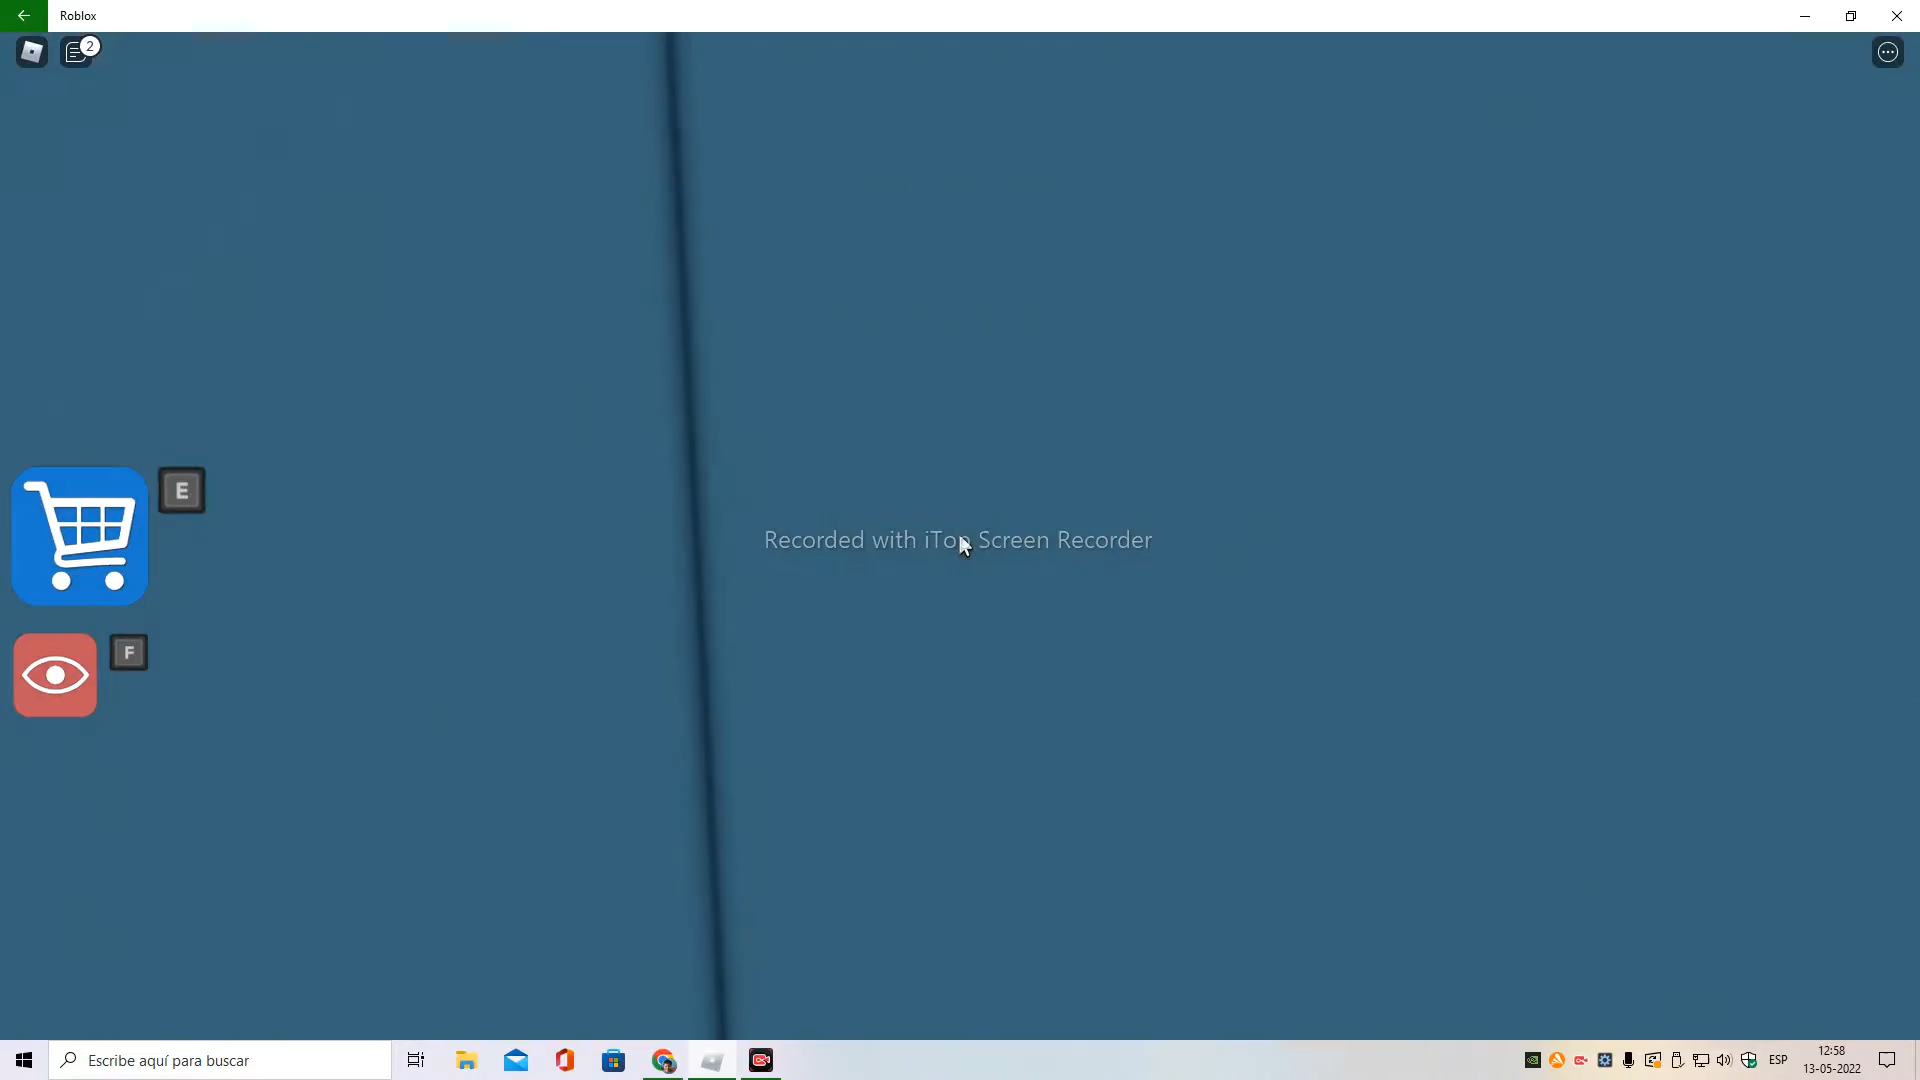 Roblox
2
E
Recorded with iTop Screen Recorder
F
Escribe aquí para buscar
ESP
12:58
13-05-2022